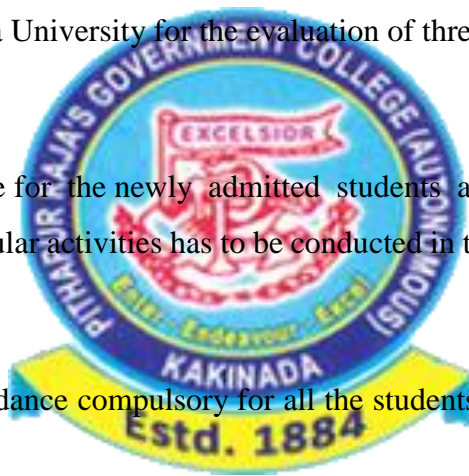 a University for the evaluation of thre
PITHAPUR RAJA'S GOVERNMENT COLLEGE (AUTONOMOUS)
EXCELSIOR
e for the newly admitted students a
ular activities has to be conducted in t
Enter - Endeavour - Excel
KAKINADA
dance compulsory for all the students
Estd. 1884